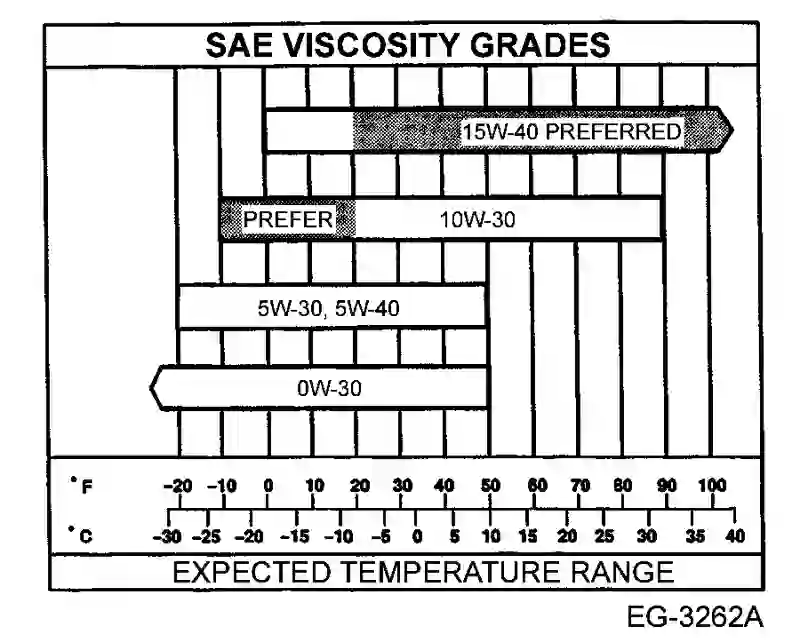 SAE VISCOSITY GRADES
15W-40 PREFERRED
PREFER 10W-30
5W-30, 5W-40
0W-30
°F -20 -10 0 10 20 30 40 50 60 70 80 90 100
°C -30 -25 -20 -15 -10 -5 0 5 10 15 20 25 30 35 40
EXPECTED TEMPERATURE RANGE
EG-3262A